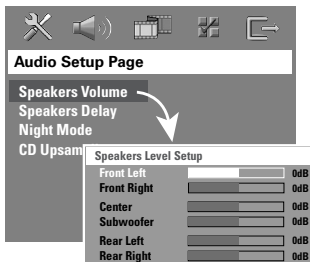 Audio Setup Page
Speakers Volume
Speakers Delay
Night Mode
CD Upsam
Speakers Level Setup
Front Left 0dB
Front Right 0dB
Center 0dB
Subwoofer 0dB
Rear Left 0dB
Rear Right 0dB